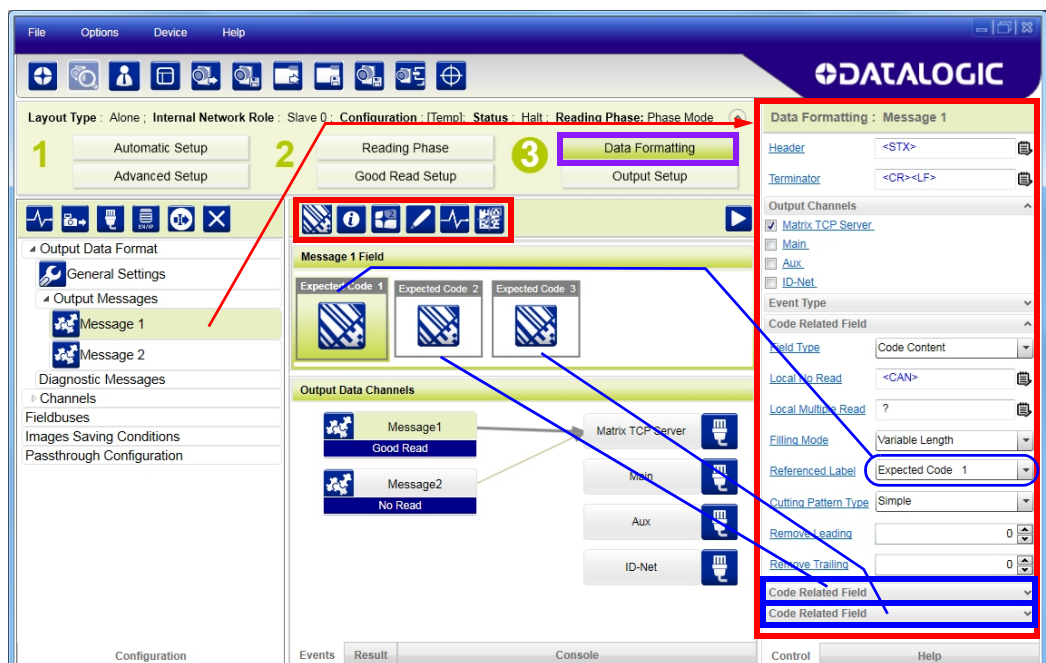 File Options Device Help
DATALOGIC
Layout Type : Alone ; Internal Network Role : Slave 0 ; Configuration : [Temp]; Status : Halt ; Reading Phase: Phase Mode
1 Automatic Setup
Advanced Setup
2 Reading Phase
Good Read Setup
3 Data Formatting
Output Setup
EN/IP
Output Data Format
General Settings
Output Messages
Message 1
Message 2
Diagnostic Messages
Channels
Fieldbuses
Images Saving Conditions
Passthrough Configuration
Configuration
Message 1 Field
Expected Code 1 Expected Code 2 Expected Code 3
Output Data Channels
Message1
Good Read
Message2
No Read
Matrix TCP Server
Main
Aux
ID-Net
Events Result Console
Data Formatting : Message 1
Header <STX>
Terminator <CR><LF>
Output Channels
Matrix TCP Server
Main
Aux
ID-Net
Event Type
Code Related Field
Field Type Code Content
Local No Read <CAN>
Local Multiple Read ?
Filling Mode Variable Length
Referenced Label Expected Code 1
Cutting Pattern Type Simple
Remove Leading 0
Remove Trailing 0
Code Related Field
Code Related Field
Control Help